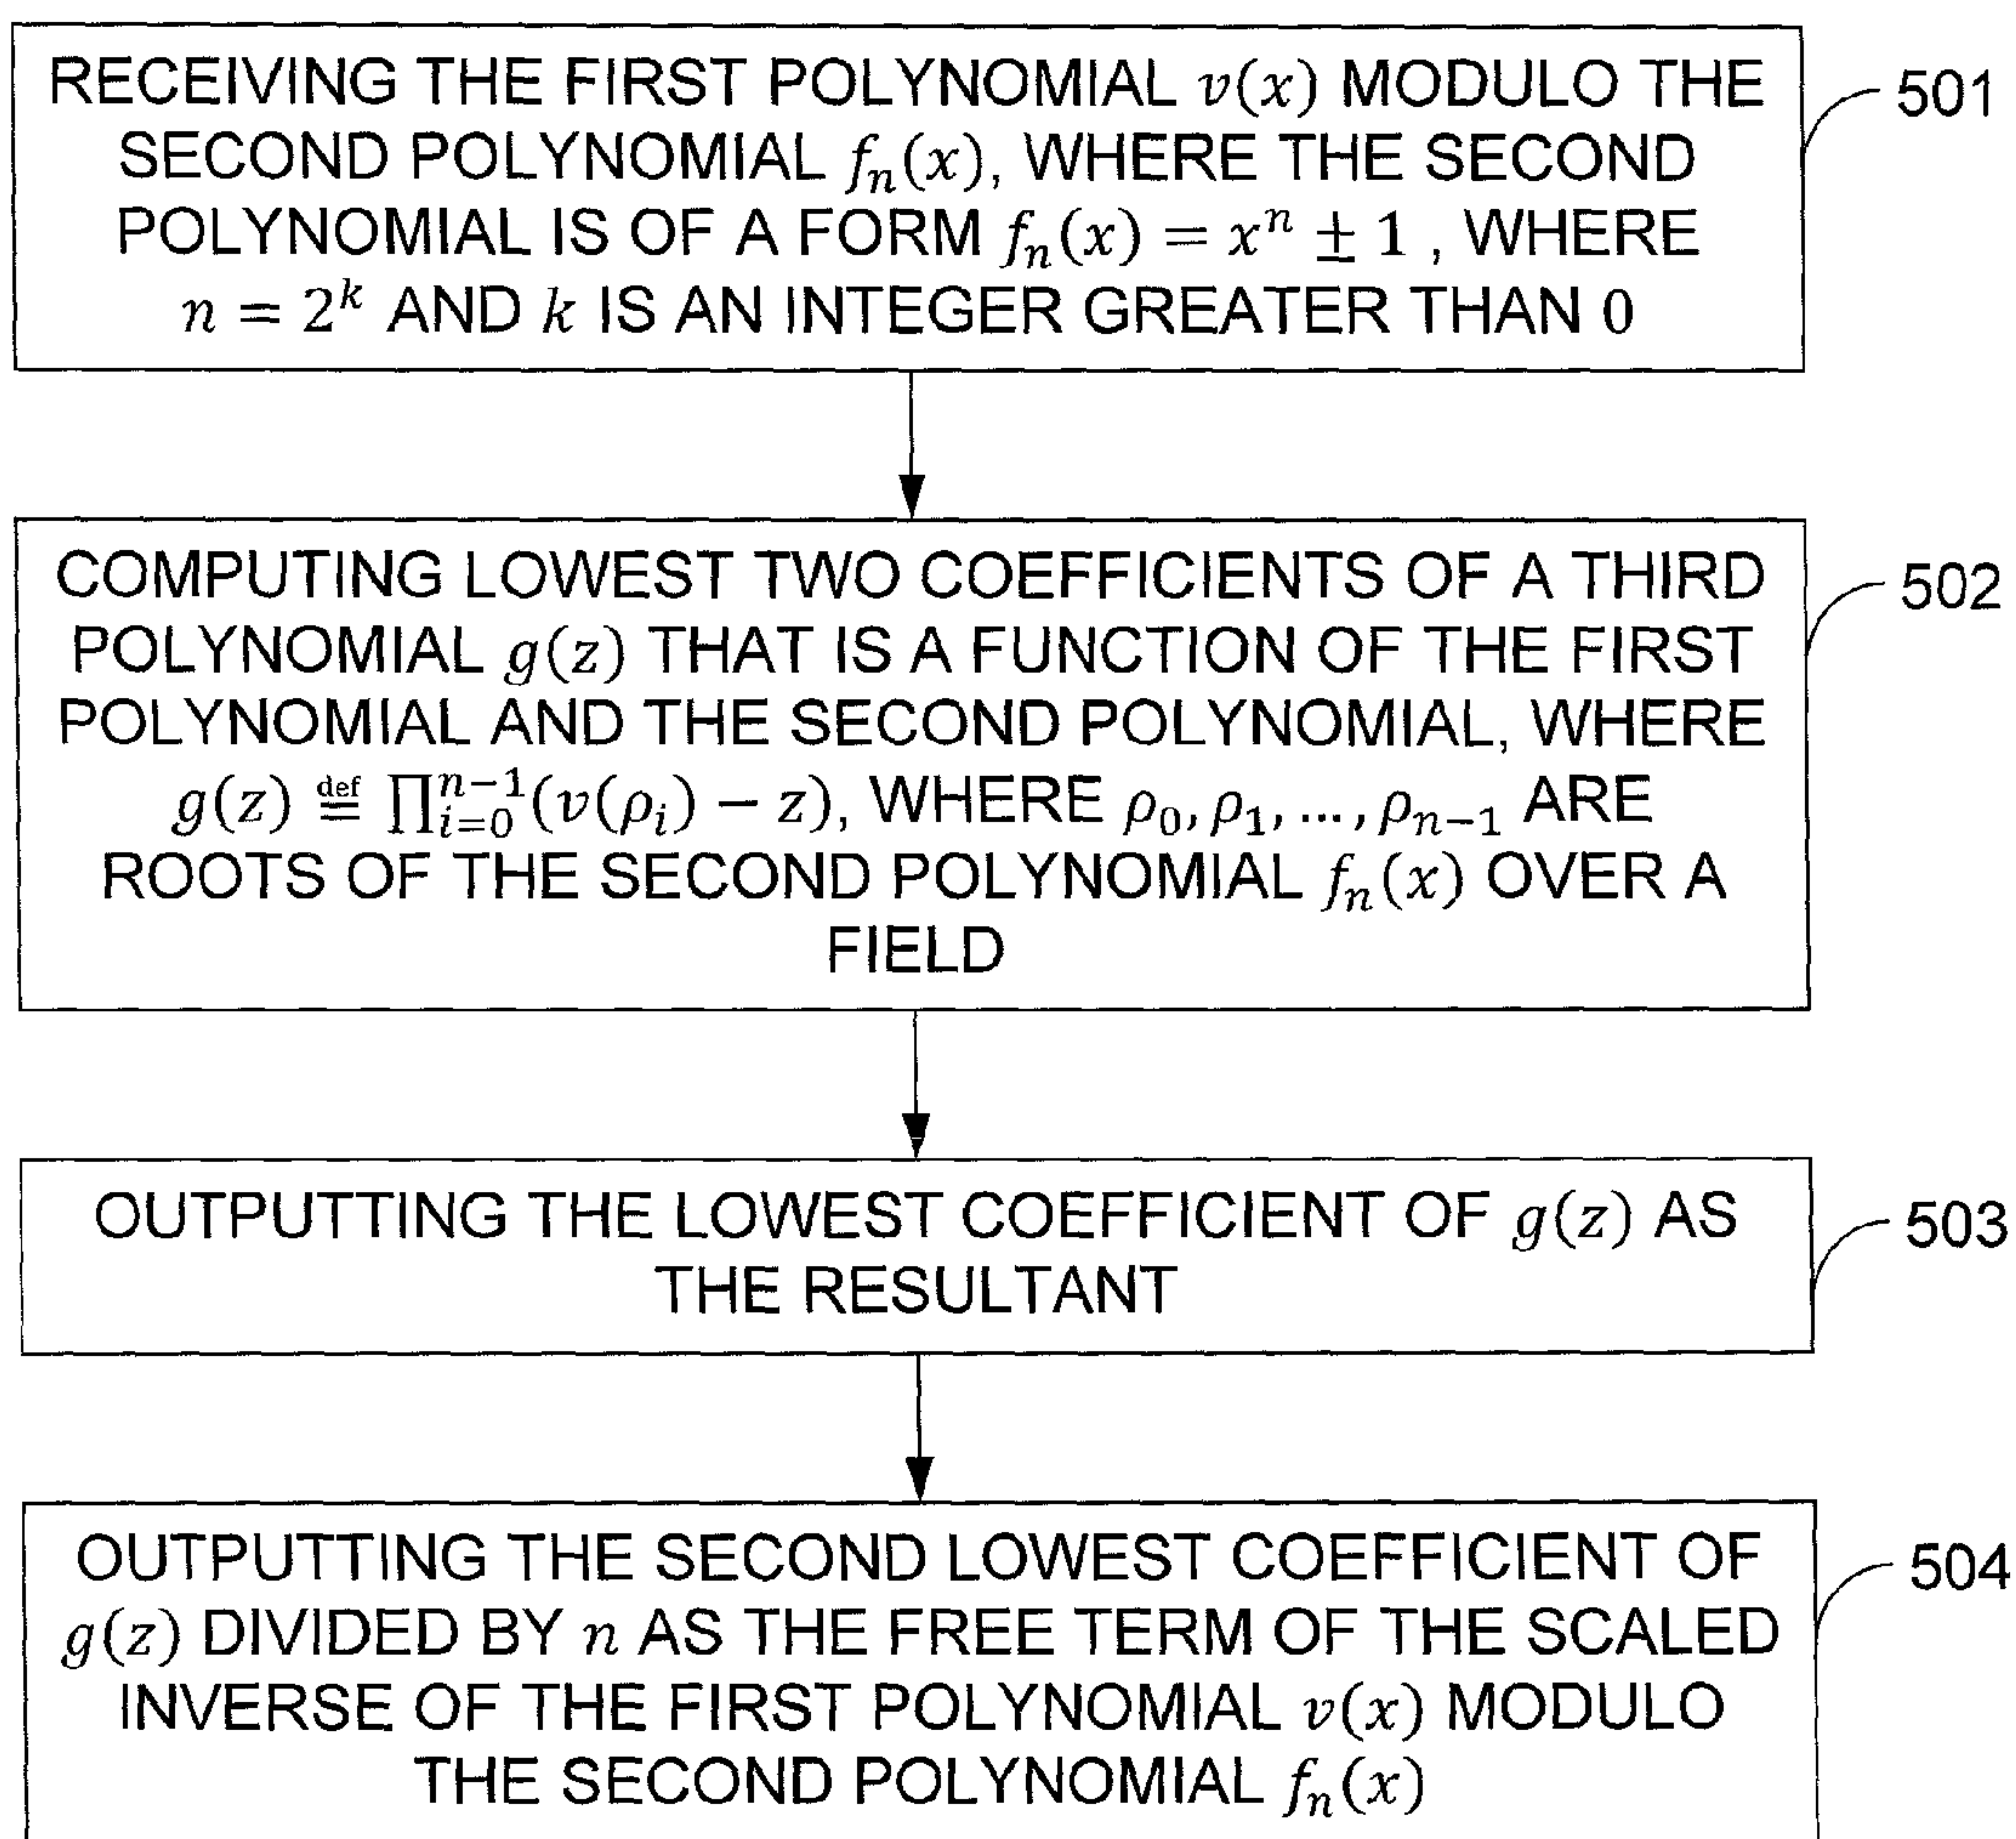 RECEIVING THE FIRST POLYNOMIAL v(x) MODULO THE
SECOND POLYNOMIAL fₙ(x), WHERE THE SECOND
POLYNOMIAL IS OF A FORM fₙ(x) = xⁿ ± 1 , WHERE
n = 2ᵏ AND k IS AN INTEGER GREATER THAN 0
501
COMPUTING LOWEST TWO COEFFICIENTS OF A THIRD
POLYNOMIAL g(z) THAT IS A FUNCTION OF THE FIRST
POLYNOMIAL AND THE SECOND POLYNOMIAL, WHERE
g(z) ≝ ∏ᵢ₌₀ⁿ⁻¹(v(ρᵢ) − z), WHERE ρ₀, ρ₁, ..., ρₙ₋₁ ARE
ROOTS OF THE SECOND POLYNOMIAL fₙ(x) OVER A
FIELD
502
OUTPUTTING THE LOWEST COEFFICIENT OF g(z) AS
THE RESULTANT
503
OUTPUTTING THE SECOND LOWEST COEFFICIENT OF
g(z) DIVIDED BY n AS THE FREE TERM OF THE SCALED
INVERSE OF THE FIRST POLYNOMIAL v(x) MODULO
THE SECOND POLYNOMIAL fₙ(x)
504